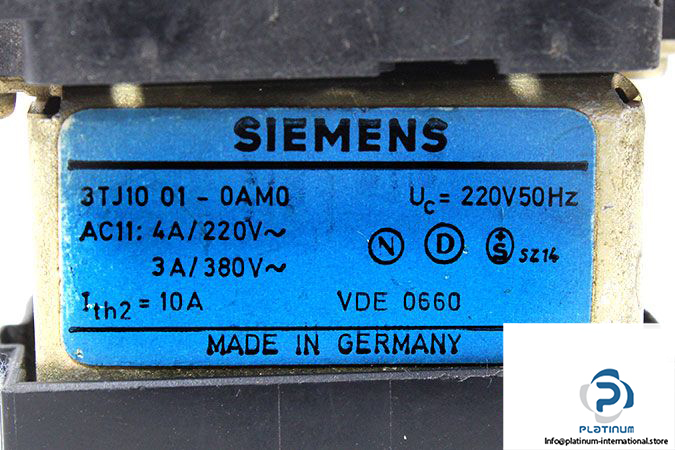 SIEMENS
3TJ10 01 - 0AM0 Uc = 220V50Hz
AC11: 4A/220V~ N D S SZ14
3A/380V~
Ith2 = 10A VDE 0660
MADE IN GERMANY
PLATINUM
Info@platinum-international.store